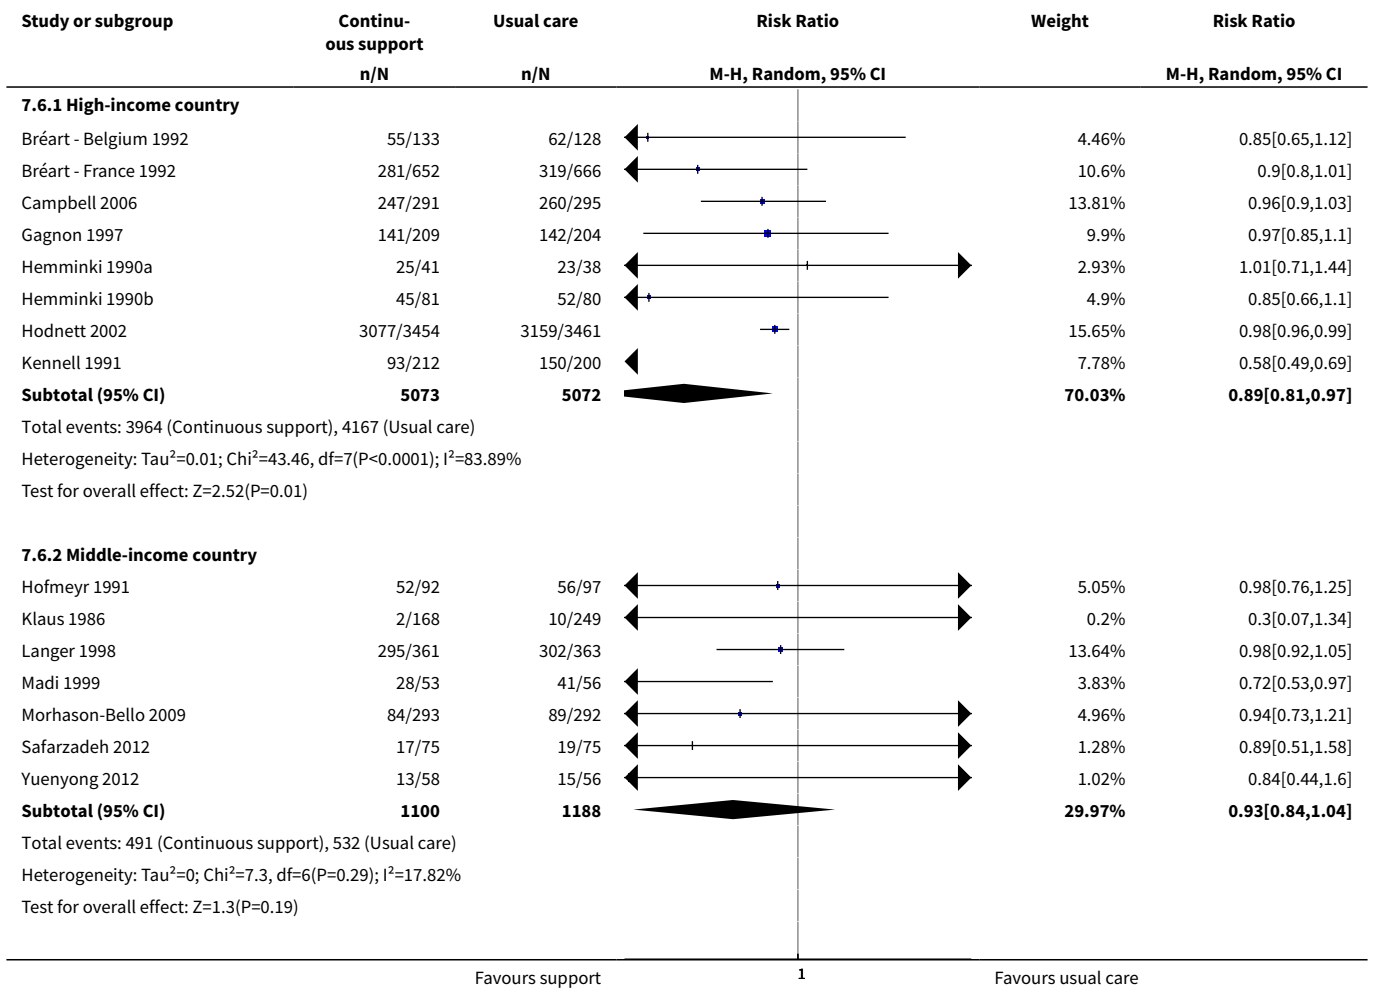 Study or subgroup Continu- Usual care Risk Ratio Weight Risk Ratio
ous support
n/N n/N M-H, Random, 95% CI M-H, Random, 95% CI
7.6.1 High-income country
Bréart - Belgium 1992 55/133 62/128 4.46% 0.85[0.65,1.12]
Bréart - France 1992 281/652 319/666 10.6% 0.9[0.8,1.01]
Campbell 2006 247/291 260/295 13.81% 0.96[0.9,1.03]
Gagnon 1997 141/209 142/204 9.9% 0.97[0.85,1.1]
Hemminki 1990a 25/41 23/38 2.93% 1.01[0.71,1.44]
Hemminki 1990b 45/81 52/80 4.9% 0.85[0.66,1.1]
Hodnett 2002 3077/3454 3159/3461 15.65% 0.98[0.96,0.99]
Kennell 1991 93/212 150/200 7.78% 0.58[0.49,0.69]
Subtotal (95% CI) 5073 5072 70.03% 0.89[0.81,0.97]
Total events: 3964 (Continuous support), 4167 (Usual care)
Heterogeneity: Tau²=0.01; Chi²=43.46, df=7(P<0.0001); I²=83.89%
Test for overall effect: Z=2.52(P=0.01)
7.6.2 Middle-income country
Hofmeyr 1991 52/92 56/97 5.05% 0.98[0.76,1.25]
Klaus 1986 2/168 10/249 0.2% 0.3[0.07,1.34]
Langer 1998 295/361 302/363 13.64% 0.98[0.92,1.05]
Madi 1999 28/53 41/56 3.83% 0.72[0.53,0.97]
Morhason-Bello 2009 84/293 89/292 4.96% 0.94[0.73,1.21]
Safarzadeh 2012 17/75 19/75 1.28% 0.89[0.51,1.58]
Yuenyong 2012 13/58 15/56 1.02% 0.84[0.44,1.6]
Subtotal (95% CI) 1100 1188 29.97% 0.93[0.84,1.04]
Total events: 491 (Continuous support), 532 (Usual care)
Heterogeneity: Tau²=0; Chi²=7.3, df=6(P=0.29); I²=17.82%
Test for overall effect: Z=1.3(P=0.19)
Favours support 1 Favours usual care